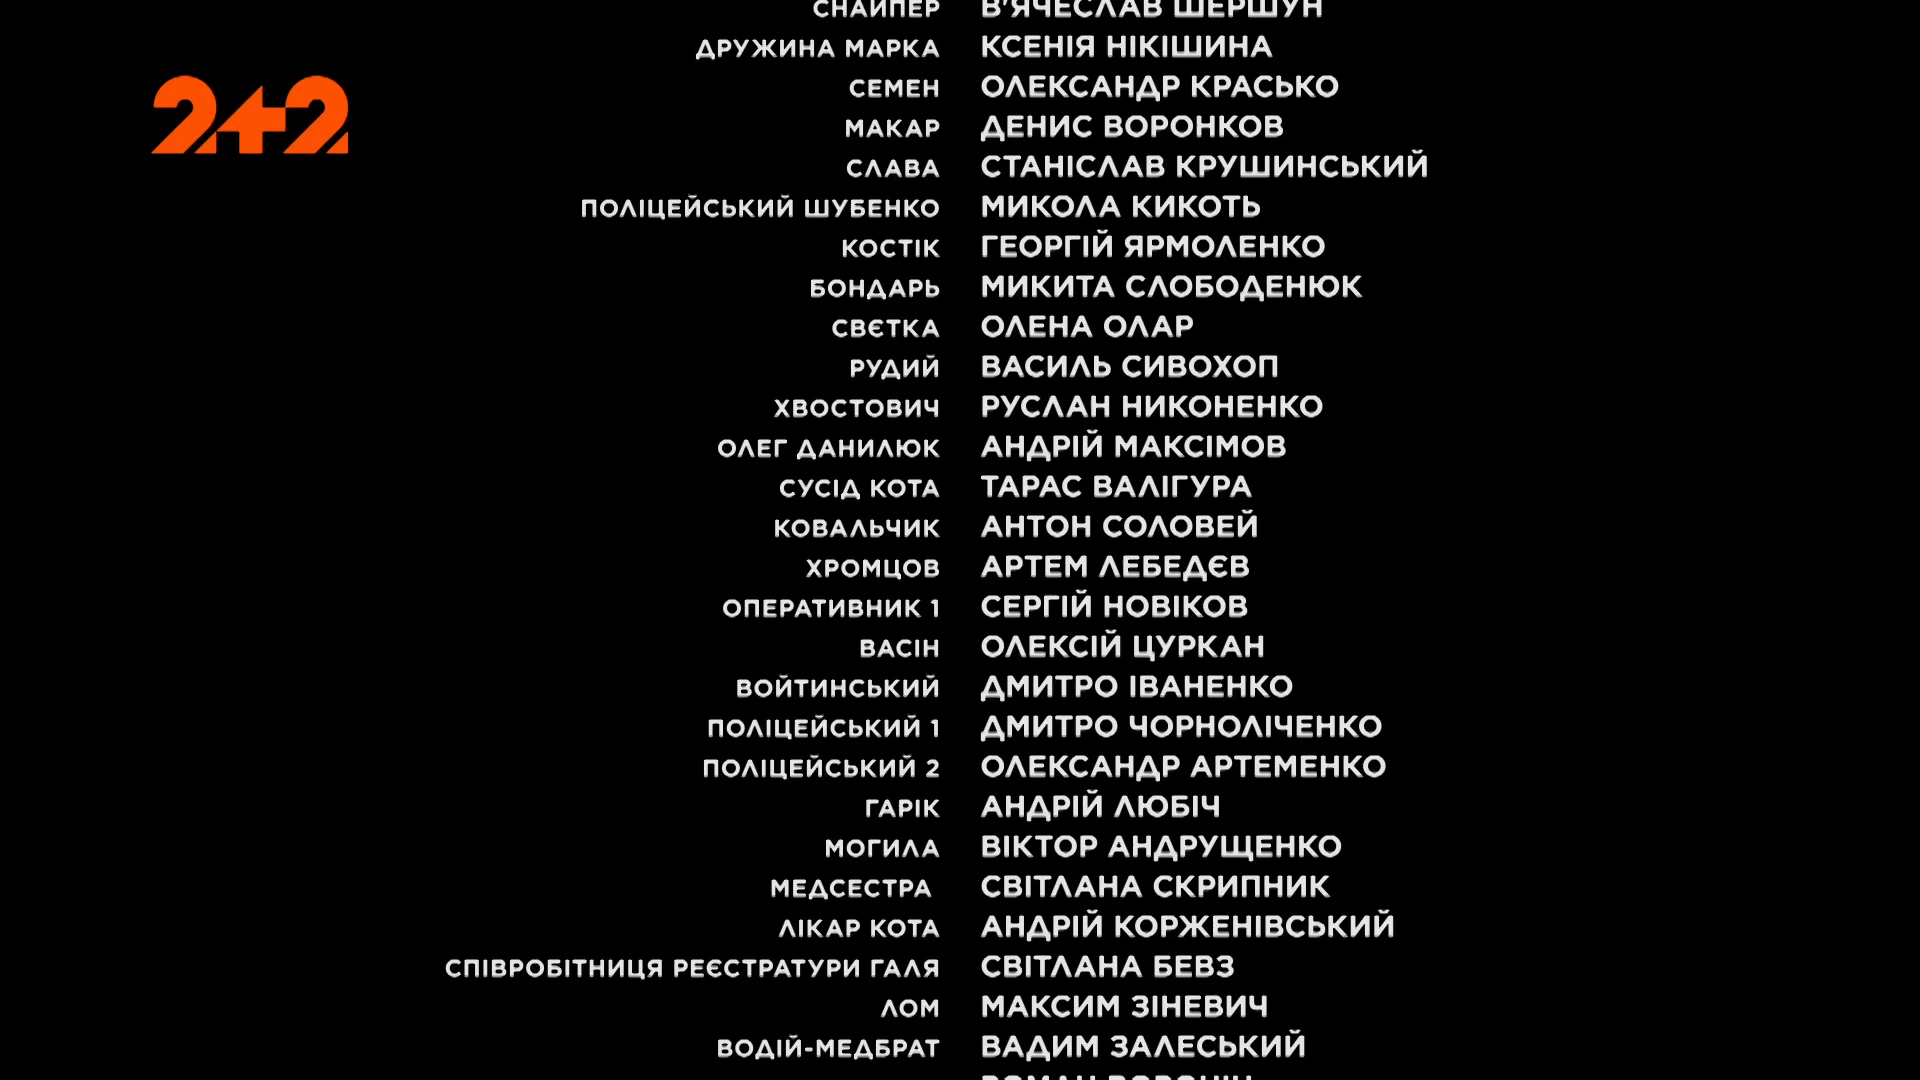 СНАЙПЕР В'ЯЧЕСЛАВ ШЕРШУН
ДРУЖИНА МАРКА КСЕНІЯ НІКІШИНА
2+2
СЕМЕН ОЛЕКСАНДР КРАСЬКО
МАКАР ДЕНИС ВОРОНКОВ
СЛАВА СТАНІСЛАВ КРУШИНСЬКИЙ
ПОЛІЦЕЙСЬКИЙ ШУБЕНКО МИКОЛА КИКОТЬ
КОСТІК ГЕОРГІЙ ЯРМОЛЕНКО
БОНДАРЬ МИКИТА СЛОБОДЕНЮК
СВЄТКА ОЛЕНА ОЛАР
РУДИЙ ВАСИЛЬ СИВОХОП
ХВОСТОВИЧ РУСЛАН НИКОНЕНКО
ОЛЕГ ДАНИЛЮК АНДРІЙ МАКСІМОВ
СУСІД КОТА ТАРАС ВАЛІГУРА
КОВАЛЬЧИК АНТОН СОЛОВЕЙ
ХРОМЦОВ АРТЕМ ЛЕБЕДЄВ
ОПЕРАТИВНИК 1 СЕРГІЙ НОВІКОВ
ВАСІН ОЛЕКСІЙ ЦУРКАН
ВОЙТИНСЬКИЙ ДМИТРО ІВАНЕНКО
ПОЛІЦЕЙСЬКИЙ 1 ДМИТРО ЧОРНОЛІЧЕНКО
ПОЛІЦЕЙСЬКИЙ 2 ОЛЕКСАНДР АРТЕМЕНКО
ГАРІК АНДРІЙ ЛЮБІЧ
МОГИЛА ВІКТОР АНДРУЩЕНКО
МЕДСЕСТРА СВІТЛАНА СКРИПНИК
ЛІКАР КОТА АНДРІЙ КОРЖЕНІВСЬКИЙ
СПІВРОБІТНИЦЯ РЕЄСТРАТУРИ ГАЛЯ СВІТЛАНА БЕВЗ
ЛОМ МАКСИМ ЗІНЕВИЧ
ВОДІЙ-МЕДБРАТ ВАДИМ ЗАЛЕСЬКИЙ